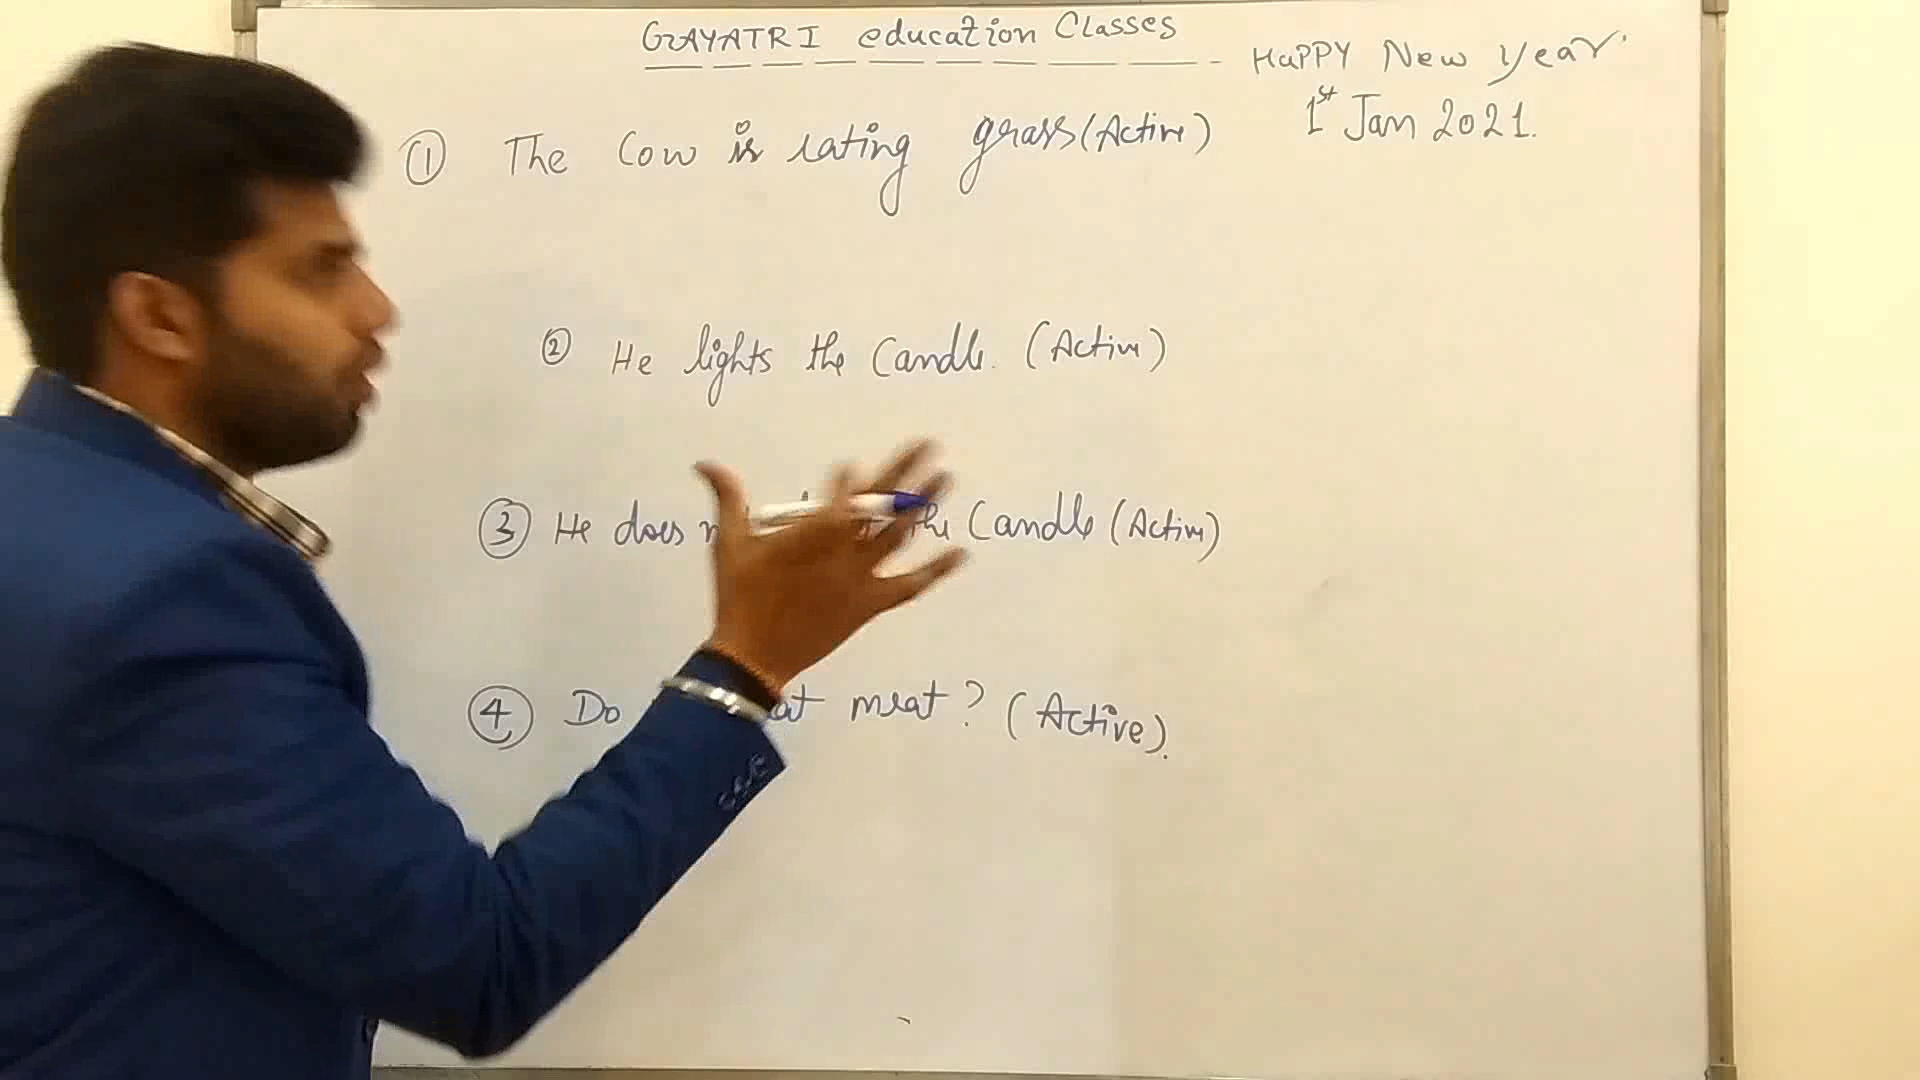 GAYATRI education Classes
HaPPY New Year
1st Jan 2021.
① The Cow is eating grass (Active)
② He lights the Candle. (Active)
③ He does the Candle (Active)
④ Do meat? (Active).